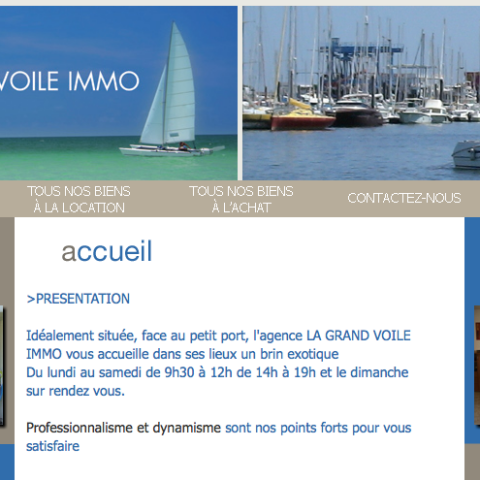 VOILE IMMO
TOUS NOS BIENS
À LA LOCATION
TOUS NOS BIENS
À L'ACHAT
CONTACTEZ-NOUS
accueil
>PRESENTATION
Idéalement située, face au petit port, l'agence LA GRAND VOILE
IMMO vous accueille dans ses lieux un brin exotique
Du lundi au samedi de 9h30 à 12h de 14h à 19h et le dimanche
sur rendez vous.
Professionnalisme et dynamisme sont nos points forts pour vous
satisfaire